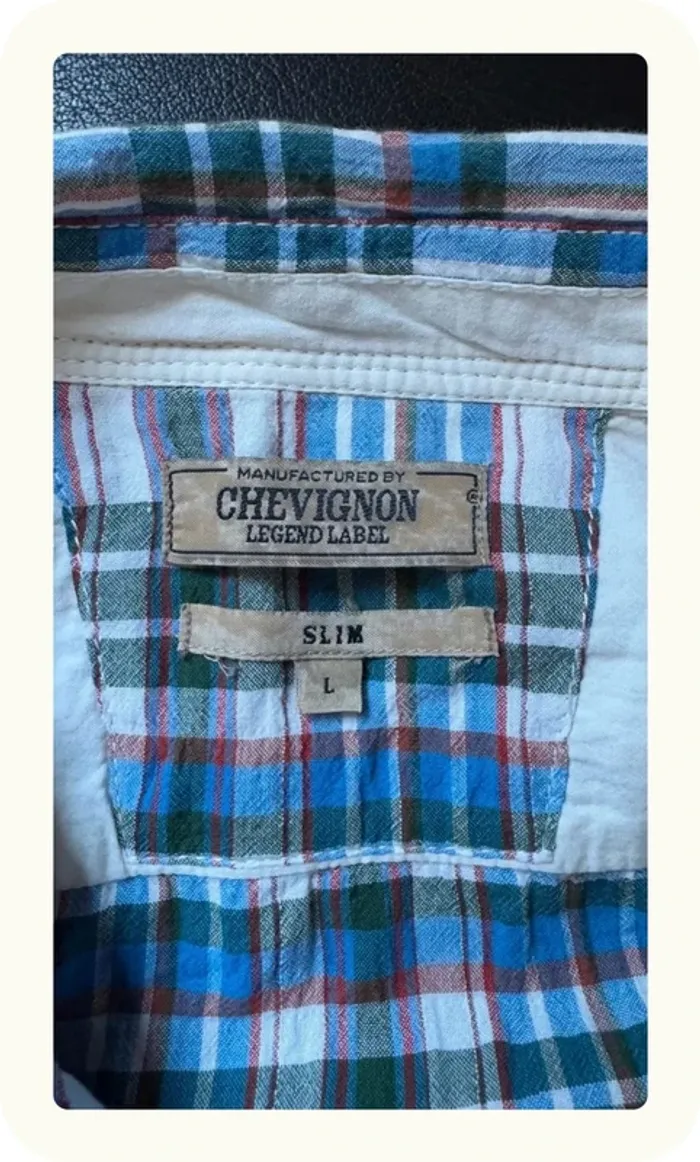 MANUFACTURED BY
CHEVIGNON
®
LEGEND LABEL
SLIM
L